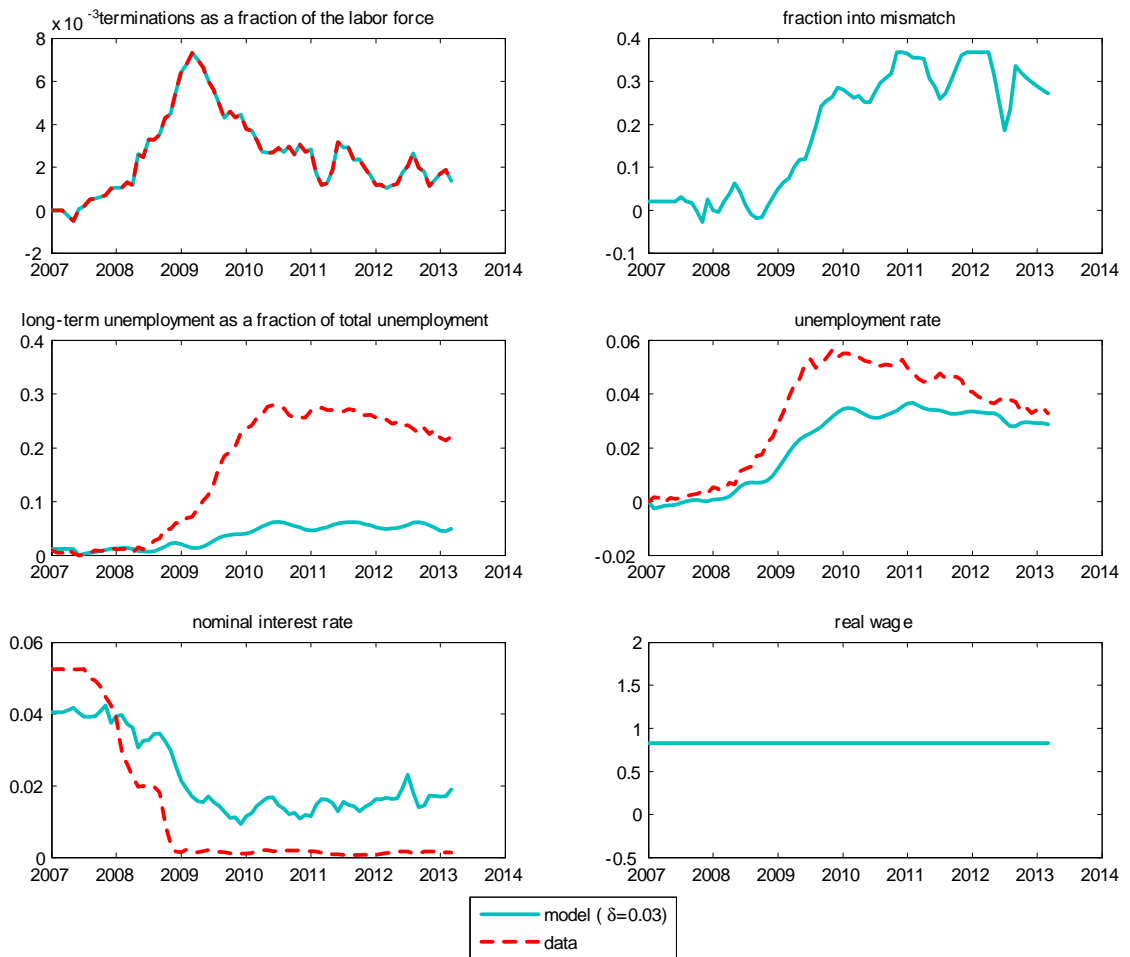 x 10 -3 terminations as a fraction of the labor force
8
6
4
2
0
-2
2007 2008 2009 2010 2011 2012 2013 2014
fraction into mismatch
0.4
0.3
0.2
0.1
0
-0.1
2007 2008 2009 2010 2011 2012 2013 2014
long-term unemployment as a fraction of total unemployment
0.4
0.3
0.2
0.1
0
2007 2008 2009 2010 2011 2012 2013 2014
unemployment rate
0.06
0.04
0.02
0
-0.02
2007 2008 2009 2010 2011 2012 2013 2014
nominal interest rate
0.06
0.04
0.02
0
2007 2008 2009 2010 2011 2012 2013 2014
real wage
2
1.5
1
0.5
0
-0.5
2007 2008 2009 2010 2011 2012 2013 2014
model ( δ=0.03)
data